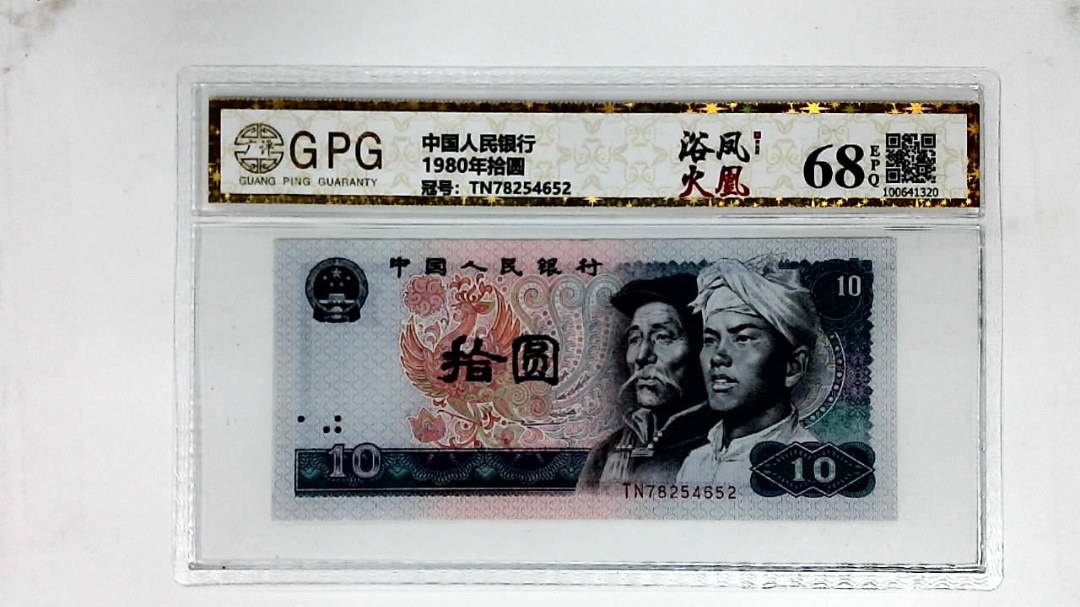 GPG
GUANG PING GUARANTY
中国人民银行
1980年拾圆
冠号：TN78254652
浴火凤凰
68
EPQ
100641320
中国人民银行
10
拾圆
10
TN78254652
10